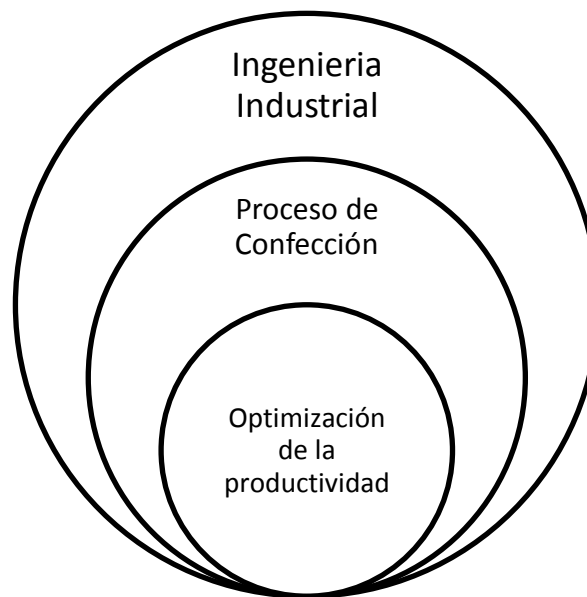 Ingenieria
Industrial
Proceso de
Confección
Optimización
de la
productividad